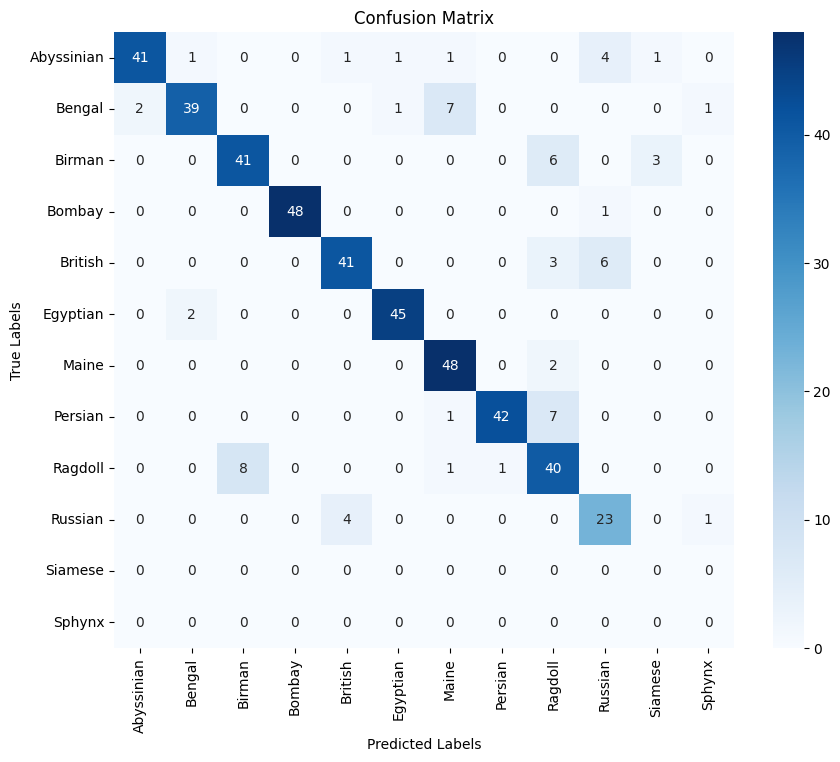 Confusion Matrix
True Labels
Abyssinian 41 1 0 0 1 1 1 0 0 4 1 0
Bengal 2 39 0 0 0 1 7 0 0 0 0 1
Birman 0 0 41 0 0 0 0 0 6 0 3 0
Bombay 0 0 0 48 0 0 0 0 0 1 0 0
British 0 0 0 0 41 0 0 0 3 6 0 0
Egyptian 0 2 0 0 0 45 0 0 0 0 0 0
Maine 0 0 0 0 0 0 48 0 2 0 0 0
Persian 0 0 0 0 0 0 1 42 7 0 0 0
Ragdoll 0 0 8 0 0 0 1 1 40 0 0 0
Russian 0 0 0 0 4 0 0 0 0 23 0 1
Siamese 0 0 0 0 0 0 0 0 0 0 0 0
Sphynx 0 0 0 0 0 0 0 0 0 0 0 0
Abyssinian Bengal Birman Bombay British Egyptian Maine Persian Ragdoll Russian Siamese Sphynx
Predicted Labels
40
30
20
10
0